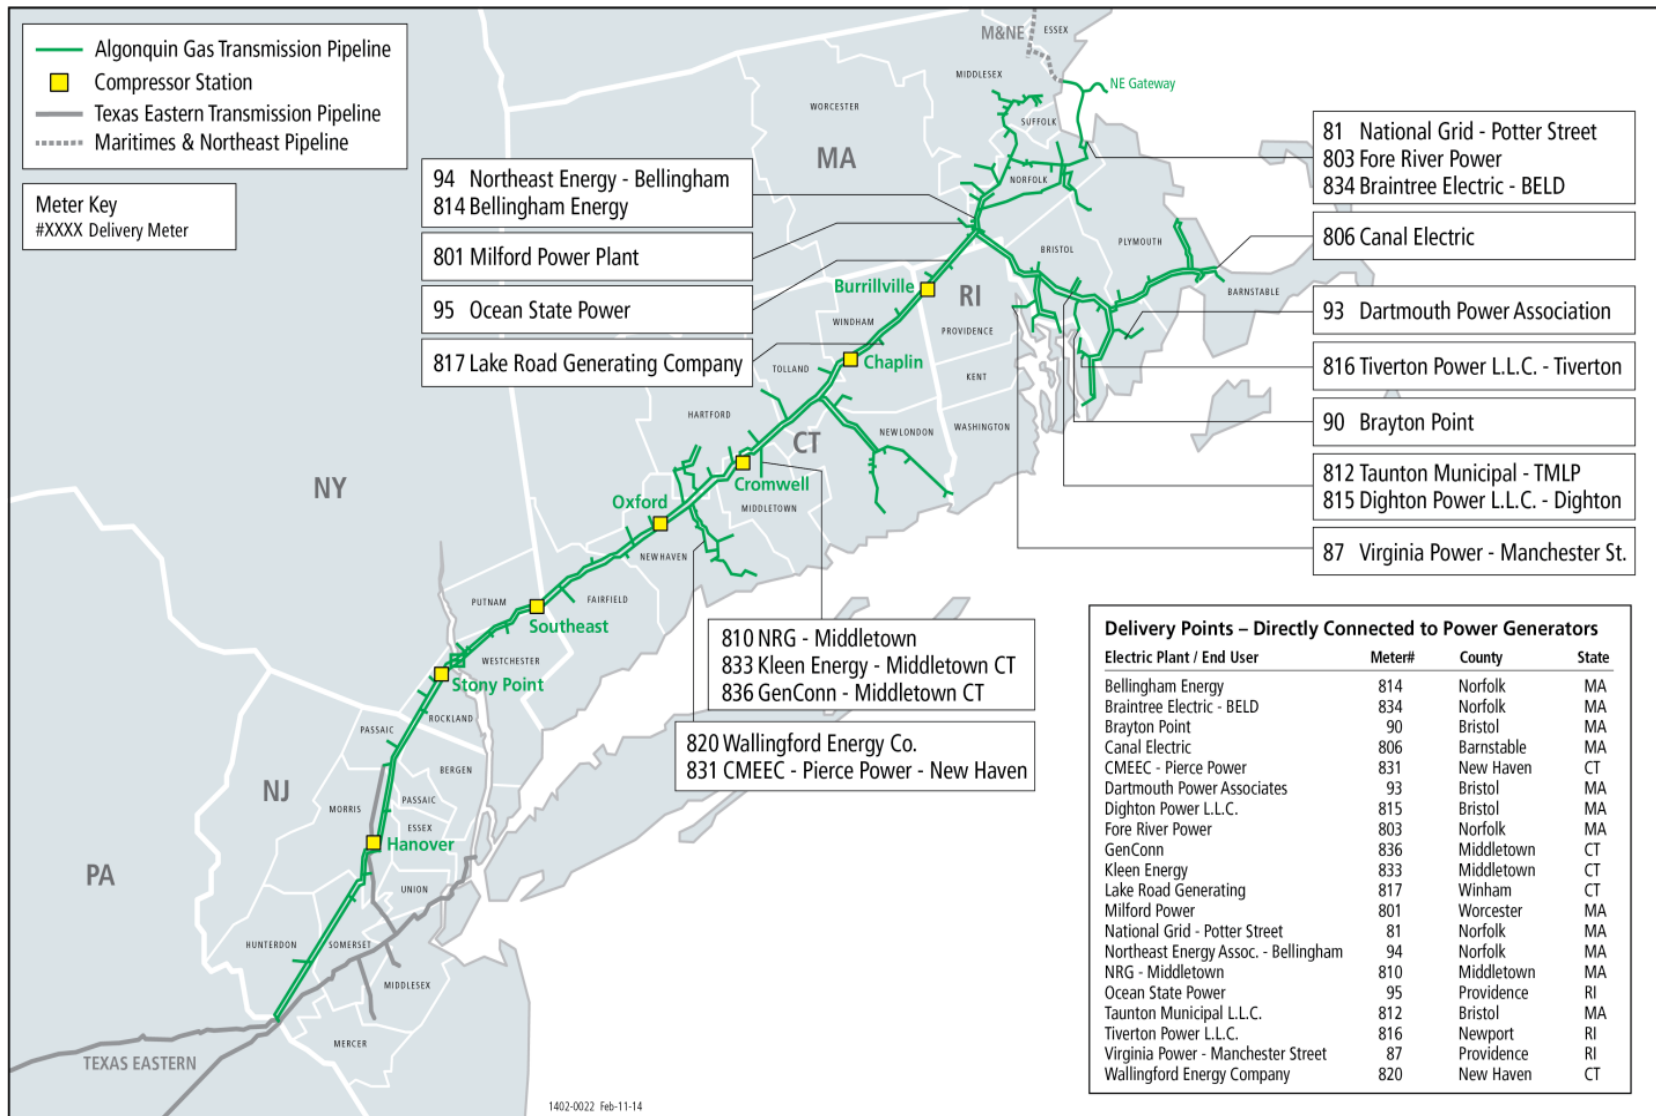 Algonquin Gas Transmission Pipeline
Compressor Station
Texas Eastern Transmission Pipeline
Maritimes & Northeast Pipeline
Meter Key
#XXXX Delivery Meter
M&NE
ESSEX
MIDDLESEX
NE Gateway
WORCESTER
SUFFOLK
MA
NORFOLK
94 Northeast Energy - Bellingham
814 Bellingham Energy
801 Milford Power Plant
95 Ocean State Power
817 Lake Road Generating Company
81 National Grid - Potter Street
803 Fore River Power
834 Braintree Electric - BELD
806 Canal Electric
93 Dartmouth Power Association
816 Tiverton Power L.L.C. - Tiverton
90 Brayton Point
812 Taunton Municipal - TMLP
815 Dighton Power L.L.C. - Dighton
87 Virginia Power - Manchester St.
BRISTOL
PLYMOUTH
BARNSTABLE
Burrillville
RI
WINDHAM
PROVIDENCE
Chaplin
TOLLAND
KENT
HARTFORD
CT
NEW LONDON
WASHINGTON
NY
Cromwell
Oxford
MIDDLETOWN
NEW HAVEN
PUTNAM
FAIRFIELD
Southeast
WESTCHESTER
Stony Point
810 NRG - Middletown
833 Kleen Energy - Middletown CT
836 GenConn - Middletown CT
820 Wallingford Energy Co.
831 CMEEC - Pierce Power - New Haven
ROCKLAND
PASSAIC
BERGEN
NJ
MORRIS
PASSAIC
ESSEX
Hanover
PA
UNION
HUNTERDON
SOMERSET
MIDDLESEX
MERCER
TEXAS EASTERN
1402-0022 Feb-11-14
Delivery Points – Directly Connected to Power Generators
Electric Plant / End User Meter# County State
Bellingham Energy 814 Norfolk MA
Braintree Electric - BELD 834 Norfolk MA
Brayton Point 90 Bristol MA
Canal Electric 806 Barnstable MA
CMEEC - Pierce Power 831 New Haven CT
Dartmouth Power Associates 93 Bristol MA
Dighton Power L.L.C. 815 Bristol MA
Fore River Power 803 Norfolk MA
GenConn 836 Middletown CT
Kleen Energy 833 Middletown CT
Lake Road Generating 817 Winham CT
Milford Power 801 Worcester MA
National Grid - Potter Street 81 Norfolk MA
Northeast Energy Assoc. - Bellingham 94 Norfolk MA
NRG - Middletown 810 Middletown MA
Ocean State Power 95 Providence RI
Taunton Municipal L.L.C. 812 Bristol MA
Tiverton Power L.L.C. 816 Newport RI
Virginia Power - Manchester Street 87 Providence RI
Wallingford Energy Company 820 New Haven CT